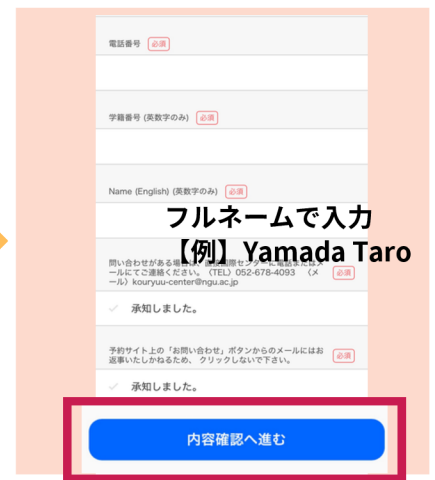 電話番号 必須
学籍番号 (英数字のみ) 必須
Name (English) (英数字のみ) 必須
フルネームで入力
【例】Yamada Taro
問い合わせがある場合は、 国際センターに電話またはメ
ールにてご連絡ください。（TEL）052-678-4093 （メ
ール）kouryuu-center@ngu.ac.jp
必須
承知しました。
予約サイト上の「お問い合わせ」ボタンからのメールにはお
返事いたしかねるため、 クリックしないで下さい。
必須
承知しました。
内容確認へ進む